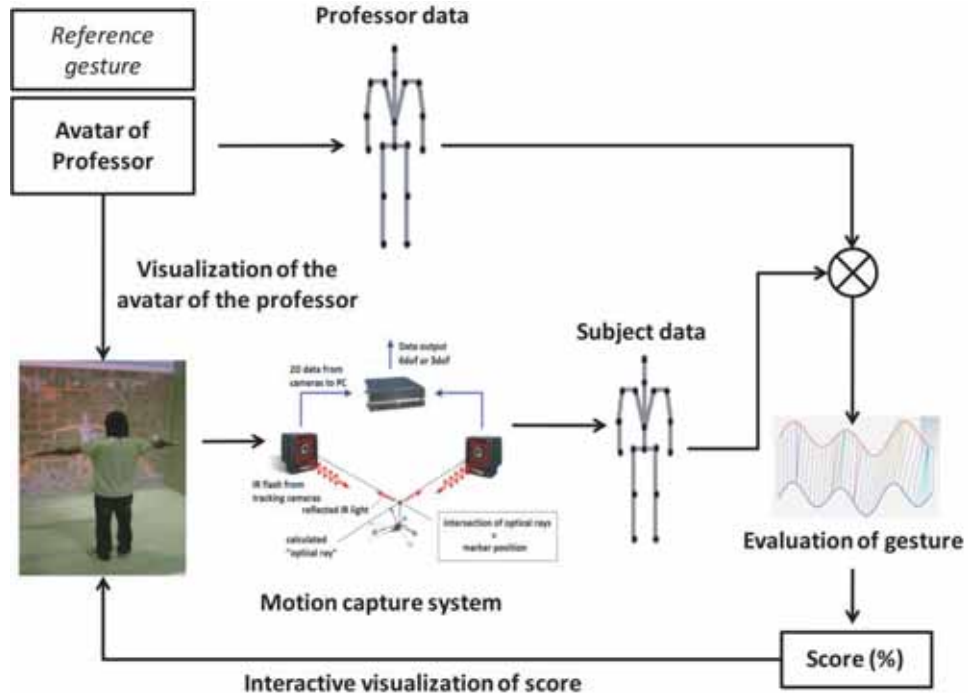 Reference
gesture
Avatar of
Professor
Professor data
Visualization of the
avatar of the professor
Data output
6dof or 3dof
2D data from
cameras to PC
IR flash from
tracking cameras
reflected IR light
calculated
"optical ray"
intersection of optical rays
=
marker position
Motion capture system
Subject data
Evaluation of gesture
Score (%)
Interactive visualization of score